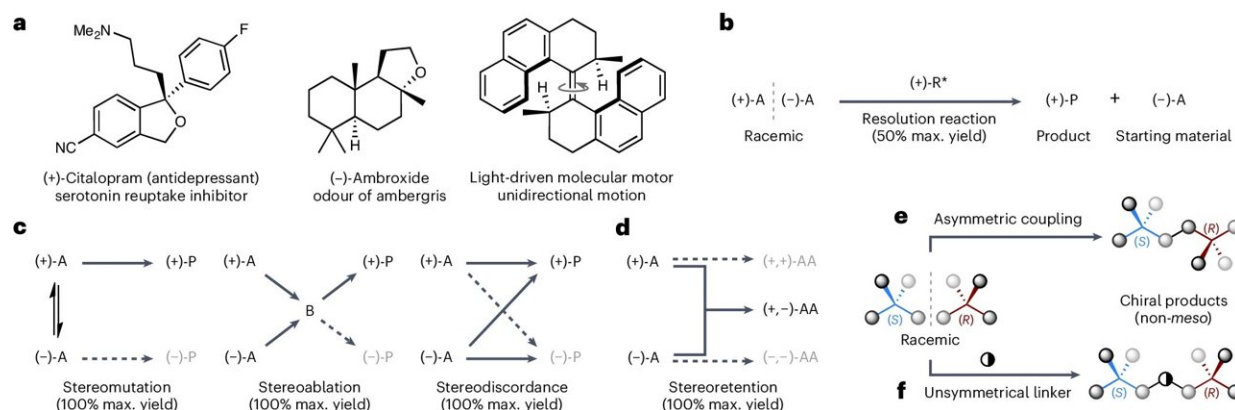 a
Me₂N
F
O
NC
(+)-Citalopram (antidepressant)
serotonin reuptake inhibitor
O
H
(–)-Ambroxide
odour of ambergris
H
H
Light-driven molecular motor
unidirectional motion
b
(+)-A
(–)-A
Racemic
(+)-R*
Resolution reaction
(50% max. yield)
(+)-P
+
(–)-A
Product
Starting material
c
(+)-A
(+)-P
(–)-A
(–)-P
Stereomutation
(100% max. yield)
(+)-A
(+)-P
B
(–)-A
(–)-P
Stereoablation
(100% max. yield)
(+)-A
(+)-P
(–)-A
(–)-P
Stereodiscordance
(100% max. yield)
d
(+)-A
(+,+)-AA
(+,–)-AA
(–)-A
(–,–)-AA
Stereoretention
(100% max. yield)
e
Asymmetric coupling
(S)
(R)
(S)
(R)
Racemic
Chiral products
(non-meso)
f
Unsymmetrical linker
(S)
(R)